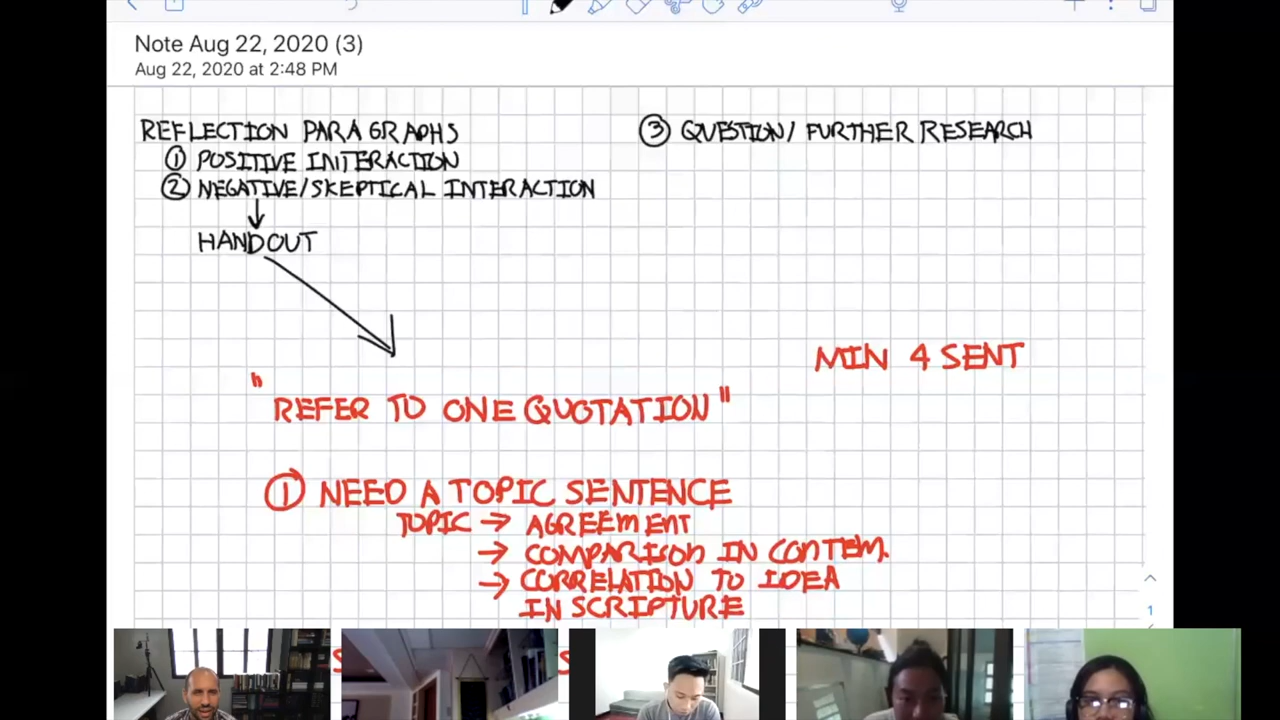 Note Aug 22, 2020 (3)
Aug 22, 2020 at 2:48 PM
REFLECTION PARAGRAPHS
① POSITIVE INTERACTION
② NEGATIVE/SKEPTICAL INTERACTION
HANDOUT
③ QUESTION/ FURTHER RESEARCH
MIN 4 SENT
"REFER TO ONE QUOTATION"
① NEED A TOPIC SENTENCE
TOPIC → AGREEMENT
→ COMPARISON IN CONTEM.
→ CORRELATION TO IDEA
IN SCRIPTURE
1